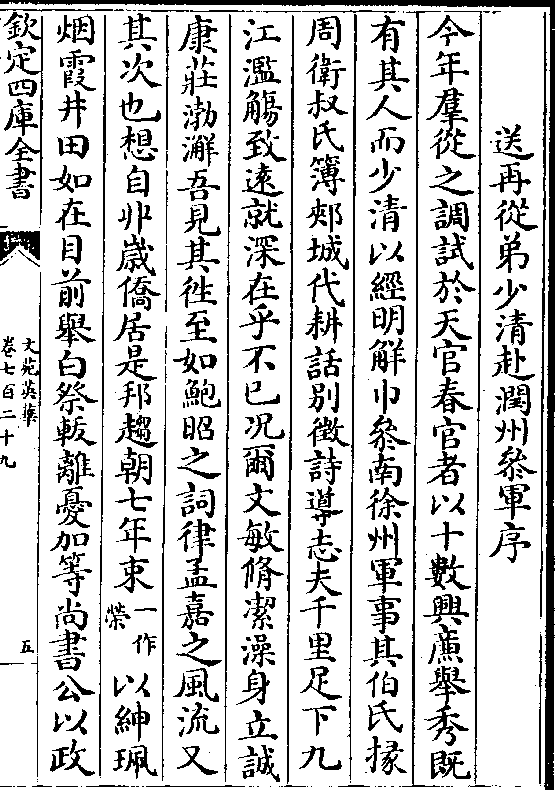 送再從弟少清赴潤州叅軍序
今年羣從之調試於天官春官者以十數興廉舉秀既
有其人而少清以經明解巾叅南徐州軍事其伯氏掾
周衛叔氏簿郟城代耕話别徵詩導志夫千里足下九
江濫觴致遠就深在乎不已况爾文敏脩潔澡身立誠
康莊渤澥吾見其徃至如鮑昭之詞律孟嘉之風流又
其次也想自丱歲僑居是邦趨朝七年束一作榮以紳珮
烟霞井田如在目前舉白祭軷離憂加等尚書公以政
欽定四庫全書
文苑英華
卷七百二十九
五